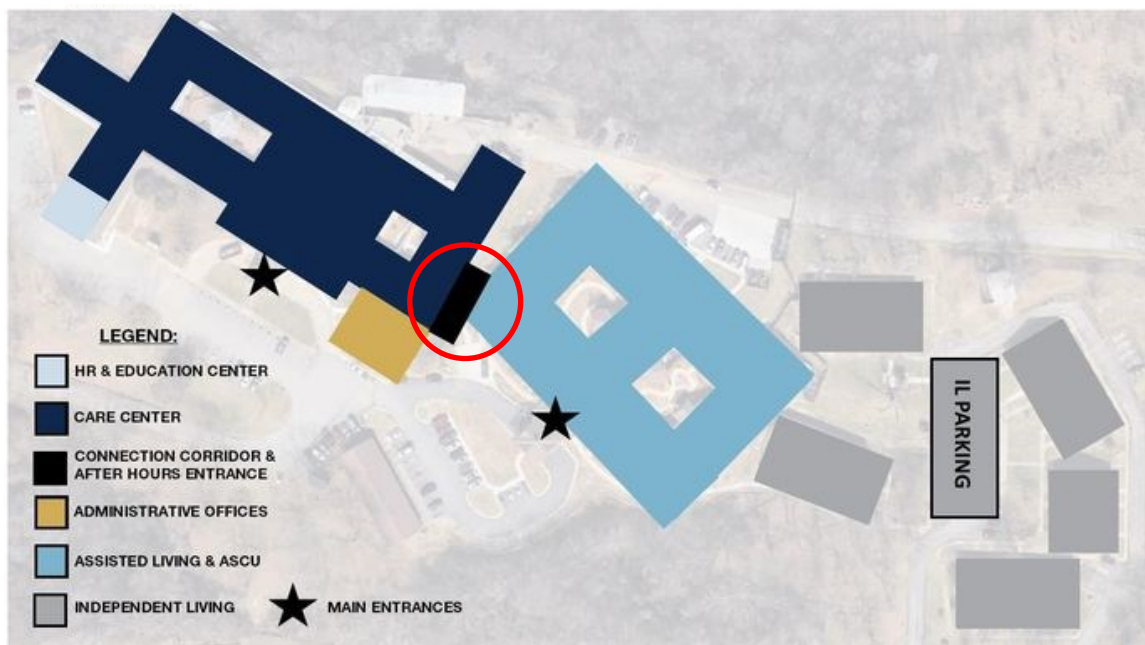 LEGEND:
HR & EDUCATION CENTER
CARE CENTER
CONNECTION CORRIDOR &
AFTER HOURS ENTRANCE
ADMINISTRATIVE OFFICES
ASSISTED LIVING & ASCU
INDEPENDENT LIVING
MAIN ENTRANCES
IL PARKING